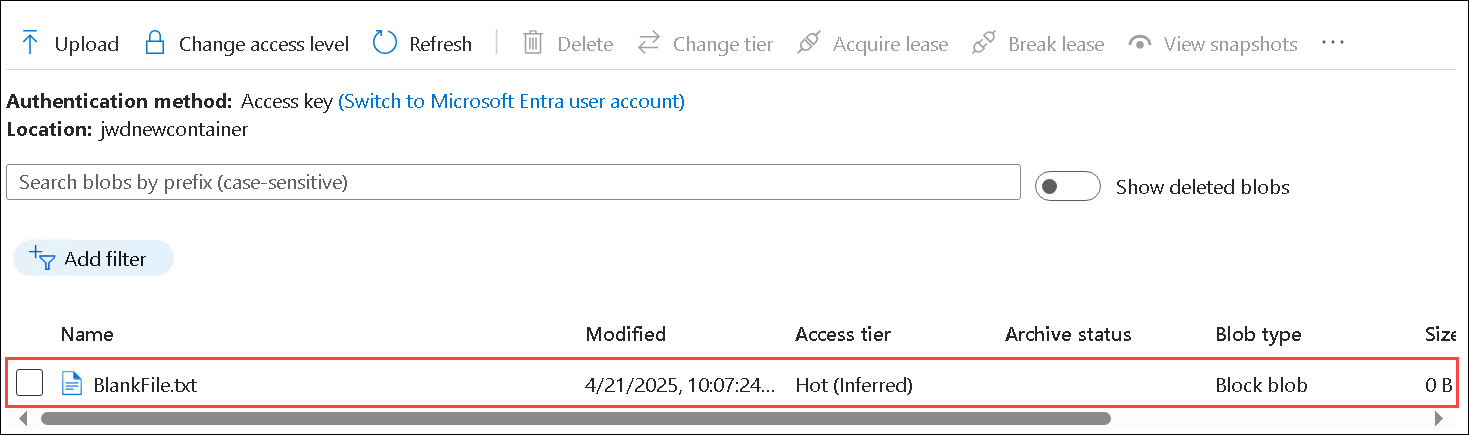 Upload Change access level Refresh Delete Change tier Acquire lease Break lease View snapshots ...
Authentication method: Access key (Switch to Microsoft Entra user account)
Location: jwdnewcontainer
Search blobs by prefix (case-sensitive) Show deleted blobs
Add filter
Name Modified Access tier Archive status Blob type Size
BlankFile.txt 4/21/2025, 10:07:24... Hot (Inferred) Block blob 0 B